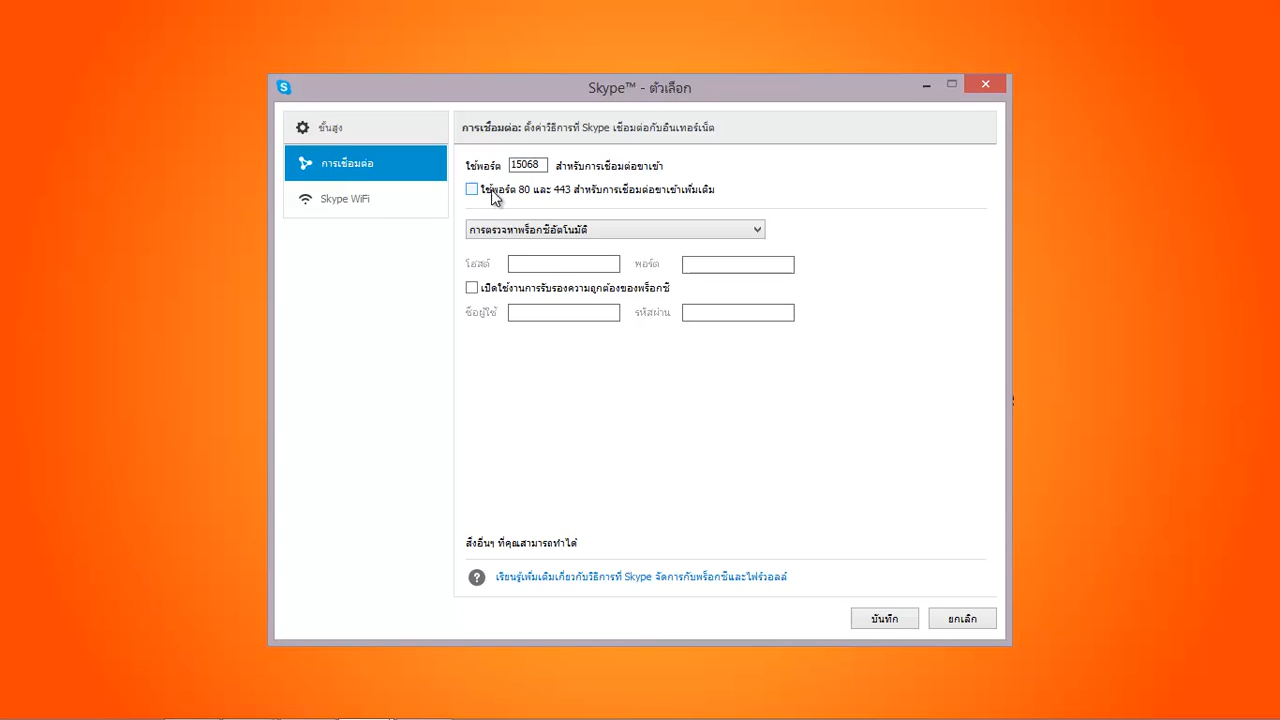 Skype™ - ตัวเลือก
ขั้นสูง
การเชื่อมต่อ
Skype WiFi
การเชื่อมต่อ: ตั้งค่าวิธีการที่ Skype เชื่อมต่อกับอินเทอร์เน็ต
ใช้พอร์ต 15068 สำหรับการเชื่อมต่อขาเข้า
ใช้พอร์ต 80 และ 443 สำหรับการเชื่อมต่อขาเข้าเพิ่มเติม
การตรวจหาพร็อกซีอัตโนมัติ
โฮสต์ พอร์ต
เปิดใช้งานการรับรองความถูกต้องของพร็อกซี
ชื่อผู้ใช้ รหัสผ่าน
สิ่งอื่นๆ ที่คุณสามารถทำได้
เรียนรู้เพิ่มเติมเกี่ยวกับวิธีการที่ Skype จัดการกับพร็อกซีและไฟร์วอลล์
บันทึก ยกเลิก